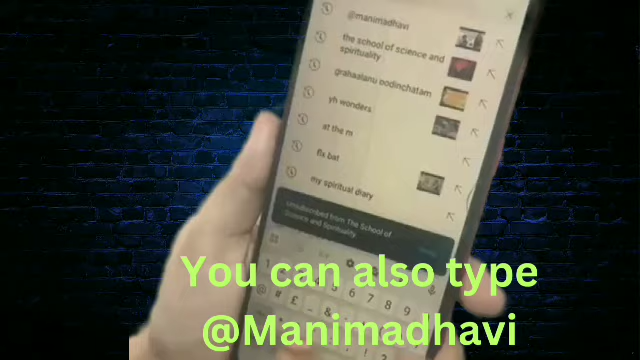 @manimadhavi
the school of science and
spirituality
grahaalanu oodinchatam
yh wonders
at the m
flx bat
my spiritual diary
Unsubscribed from The School of
Science and Spirituality
You can also type
@Manimadhavi